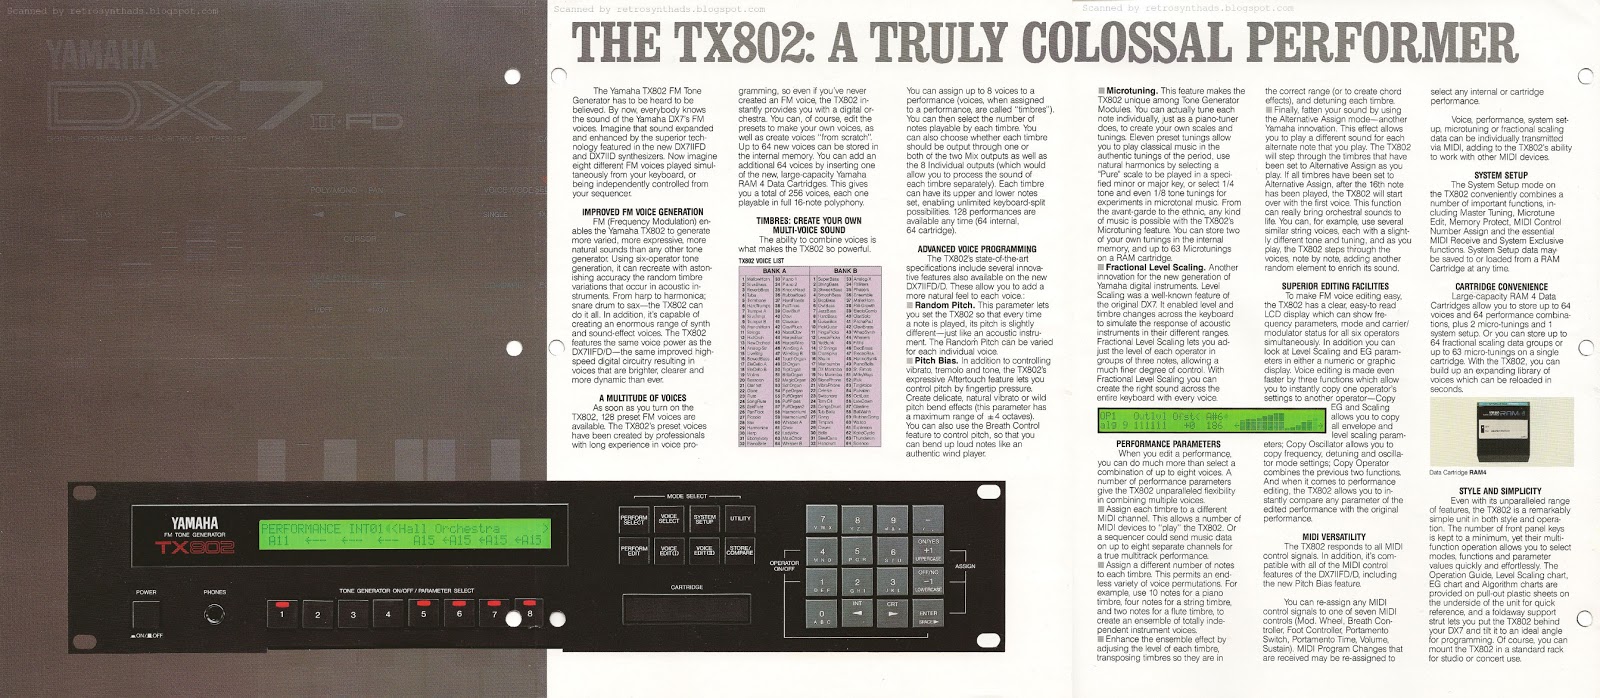 Scanned by retrosynthads.blogspot.com
Scanned by retrosynthads.blogspot.com
Scanned by retrosynthads.blogspot.com
YAMAHA
DX7 II·FD
DIGITAL PROGRAMMABLE ALGORITHM SYNTHESIZER
POLY/MONO
PAN
VOICE MODE SEL
SINGLE
CURSOR
OFF
ON
THE TX802: A TRULY COLOSSAL PERFORMER
The Yamaha TX802 FM Tone
Generator has to be heard to be
believed. By now, everybody knows
the sound of the Yamaha DX7's FM
voices. Imagine that sound expanded
and enhanced by the superior tech-
nology featured in the new DX7IIFD
and DX7IID synthesizers. Now imagine
eight different FM voices played simul-
taneously from your keyboard, or
being independently controlled from
your sequencer.
IMPROVED FM VOICE GENERATION
FM (Frequency Modulation) en-
ables the Yamaha TX802 to generate
more varied, more expressive, more
natural sounds than any other tone
generator. Using six-operator tone
generation, it can recreate with aston-
ishing accuracy the random timbre
variations that occur in acoustic in-
struments. From harp to harmonica;
snare drum to sax—the TX802 can
do it all. In addition, it's capable of
creating an enormous range of synth
and sound-effect voices. The TX802
features the same voice power as the
DX7IIFD/D—the same improved high-
speed digital circuitry resulting in
voices that are brighter, clearer and
more dynamic than ever.
A MULTITUDE OF VOICES
As soon as you turn on the
TX802, 128 preset FM voices are
available. The TX802's preset voices
have been created by professionals
with long experience in voice pro-
gramming, so even if you've never
created an FM voice, the TX802 in-
stantly provides you with a digital or-
chestra. You can, of course, edit the
presets to make your own voices, as
well as create voices "from scratch".
Up to 64 new voices can be stored in
the internal memory. You can add an
additional 64 voices by inserting one
of the new, large-capacity Yamaha
RAM 4 Data Cartridges. This gives
you a total of 256 voices, each one
playable in full 16-note polyphony.
TIMBRES: CREATE YOUR OWN
MULTI-VOICE SOUND
The ability to combine voices is
what makes the TX802 so powerful.
TX802 VOICE LIST
BANK A BANK B
You can assign up to 8 voices to a
performance (voices, when assigned
to a performance, are called "timbres").
You can then select the number of
notes playable by each timbre. You
can also choose whether each timbre
should be output through one or
both of the two Mix outputs as well as
the 8 Individual outputs (which would
allow you to process the sound of
each timbre separately). Each timbre
can have its upper and lower notes
set, enabling unlimited keyboard-split
possibilities. 128 performances are
available any time (64 internal,
64 cartridge).
ADVANCED VOICE PROGRAMMING
The TX802's state-of-the-art
specifications include several innova-
tive features also available on the new
DX7IIFD/D. These allow you to add a
more natural feel to each voice.:
Random Pitch. This parameter lets
you set the TX802 so that every time
a note is played, its pitch is slightly
different—just like an acoustic instru-
ment. The Random Pitch can be varied
for each individual voice.
Pitch Bias. In addition to controlling
vibrato, tremolo and tone, the TX802's
expressive Aftertouch feature lets you
control pitch by fingertip pressure.
Create delicate, natural vibrato or wild
pitch bend effects (this parameter has
a maximum range of ±4 octaves).
You can also use the Breath Control
feature to control pitch, so that you
can bend up loud notes like an
authentic wind player.
Microtuning. This feature makes the
TX802 unique among Tone Generator
Modules. You can actually tune each
note individually, just as a piano-tuner
does, to create your own scales and
tunings. Eleven preset tunings allow
you to play classical music in the
authentic tunings of the period, use
natural harmonics by selecting a
"Pure" scale to be played in a speci-
fied minor or major key, or select 1/4
tone and even 1/8 tone tunings for
experiments in microtonal music. From
the avant-garde to the ethnic, any kind
of music is possible with the TX802's
Microtuning feature. You can store two
of your own tunings in the internal
memory, and up to 63 Microtunings
on a RAM cartridge.
Fractional Level Scaling. Another
innovation for the new generation of
Yamaha digital instruments. Level
Scaling was a well-known feature of
the original DX7. It enabled level and
timbre changes across the keyboard
to simulate the response of acoustic
instruments in their different ranges.
Fractional Level Scaling lets you ad-
just the level of each operator in
groups of three notes, allowing a
much finer degree of control. With
Fractional Level Scaling you can
create the right sound across the
entire keyboard with every voice.
PERFORMANCE PARAMETERS
When you edit a performance,
you can do much more than select a
combination of up to eight voices. A
number of performance parameters
give the TX802 unparalleled flexibility
in combining multiple voices.
Assign each timbre to a different
MIDI channel. This allows a number of
MIDI devices to "play" the TX802. Or
a sequencer could send music data
on up to eight separate channels for
a true multitrack performance.
Assign a different number of notes
to each timbre. This permits an end-
less variety of voice permutations. For
example, use 10 notes for a piano
timbre, four notes for a string timbre,
and two notes for a flute timbre, to
create an ensemble of totally inde-
pendent instrument voices.
Enhance the ensemble effect by
adjusting the level of each timbre,
transposing timbres so they are in
the correct range (or to create chord
effects), and detuning each timbre.
Finally, fatten your sound by using
the Alternative Assign mode—another
Yamaha innovation. This effect allows
you to play a different sound for each
alternate note that you play. The TX802
will step through the timbres that have
been set to Alternative Assign as you
play. If all timbres have been set to
Alternative Assign, after the 16th note
has been played, the TX802 will start
over with the first voice. This function
can really bring orchestral sounds to
life. You can, for example, use several
similar string voices, each with a slight-
ly different tone and tuning, and as you
play, the TX802 steps through the
voices, note by note, adding another
random element to enrich its sound.
SUPERIOR EDITING FACILITIES
To make FM voice editing easy,
the TX802 has a clear, easy-to read
LCD display which can show fre-
quency parameters, mode and carrier/
modulator status for all six operators
simultaneously. In addition you can
look at Level Scaling and EG param-
eters in either a numeric or graphic
display. Voice editing is made even
faster by three functions which allow
you to instantly copy one operator's
settings to another operator—Copy
EG and Scaling
allows you to copy
all envelope and
level scaling param-
eters; Copy Oscillator allows you to
copy frequency, detuning and oscilla-
tor mode settings; Copy Operator
combines the previous two functions.
And when it comes to performance
editing, the TX802 allows you to in-
stantly compare any parameter of the
edited performance with the original
performance.
MIDI VERSATILITY
The TX802 responds to all MIDI
control signals. In addition, it's com-
patible with all of the MIDI control
features of the DX7IIFD/D, including
the new Pitch Bias feature.
You can re-assign any MIDI
control signals to one of seven MIDI
controls (Mod. Wheel, Breath Con-
troller, Foot Controller, Portamento
Switch, Portamento Time, Volume,
Sustain). MIDI Program Changes that
are received may be re-assigned to
select any internal or cartridge
performance.
Voice, performance, system set-
up, microtuning or fractional scaling
data can be individually transmitted
via MIDI, adding to the TX802's ability
to work with other MIDI devices.
SYSTEM SETUP
The System Setup mode on
the TX802 conveniently combines a
number of important functions, in-
cluding Master Tuning, Microtune
Edit, Memory Protect, MIDI Control
Number Assign and the essential
MIDI Receive and System Exclusive
functions. System Setup data may
be saved to or loaded from a RAM
Cartridge at any time.
CARTRIDGE CONVENIENCE
Large-capacity RAM 4 Data
Cartridges allow you to store up to 64
voices and 64 performance combina-
tions, plus 2 micro-tunings and 1
system setup. Or you can store up to
64 fractional scaling data groups or
up to 63 micro-tunings on a single
cartridge. With the TX802, you can
build up an expanding library of
voices which can be reloaded in
seconds.
Data Cartridge RAM4
STYLE AND SIMPLICITY
Even with its unparalleled range
of features, the TX802 is a remarkably
simple unit in both style and opera-
tion. The number of front panel keys
is kept to a minimum, yet their multi-
function operation allows you to select
modes, functions and parameter
values quickly and effortlessly. The
Operation Guide, Level Scaling chart,
EG chart and Algorithm charts are
provided on pull-out plastic sheets on
the underside of the unit for quick
reference, and a foldaway support
strut lets you put the TX802 behind
your DX7 and tilt it to an ideal angle
for programming. Of course, you can
mount the TX802 in a standard rack
for studio or concert use.
YAMAHA
FM TONE GENERATOR
TX802
PERFORMANCE INT01 <Hall Orchestra >
A11 <-- <-- <-- A15 <A15 <A15 <A15
POWER
ON/ OFF
PHONES
TONE GENERATOR ON/OFF / PARAMETER SELECT
1 2 3 4 5 6 7 8
MODE SELECT
PERFORM SELECT
VOICE SELECT
SYSTEM SETUP
UTILITY
PERFORM EDIT
VOICE EDIT(I)
VOICE EDIT(II)
STORE/COMPARE
CARTRIDGE
OPERATOR ON/OFF
7 8 9 -
4 5 6 ON/YES +1 UPPERCASE
1 2 3 OFF/NO -1 LOWERCASE
0 INT CRT ENTER SPACE
ASSIGN